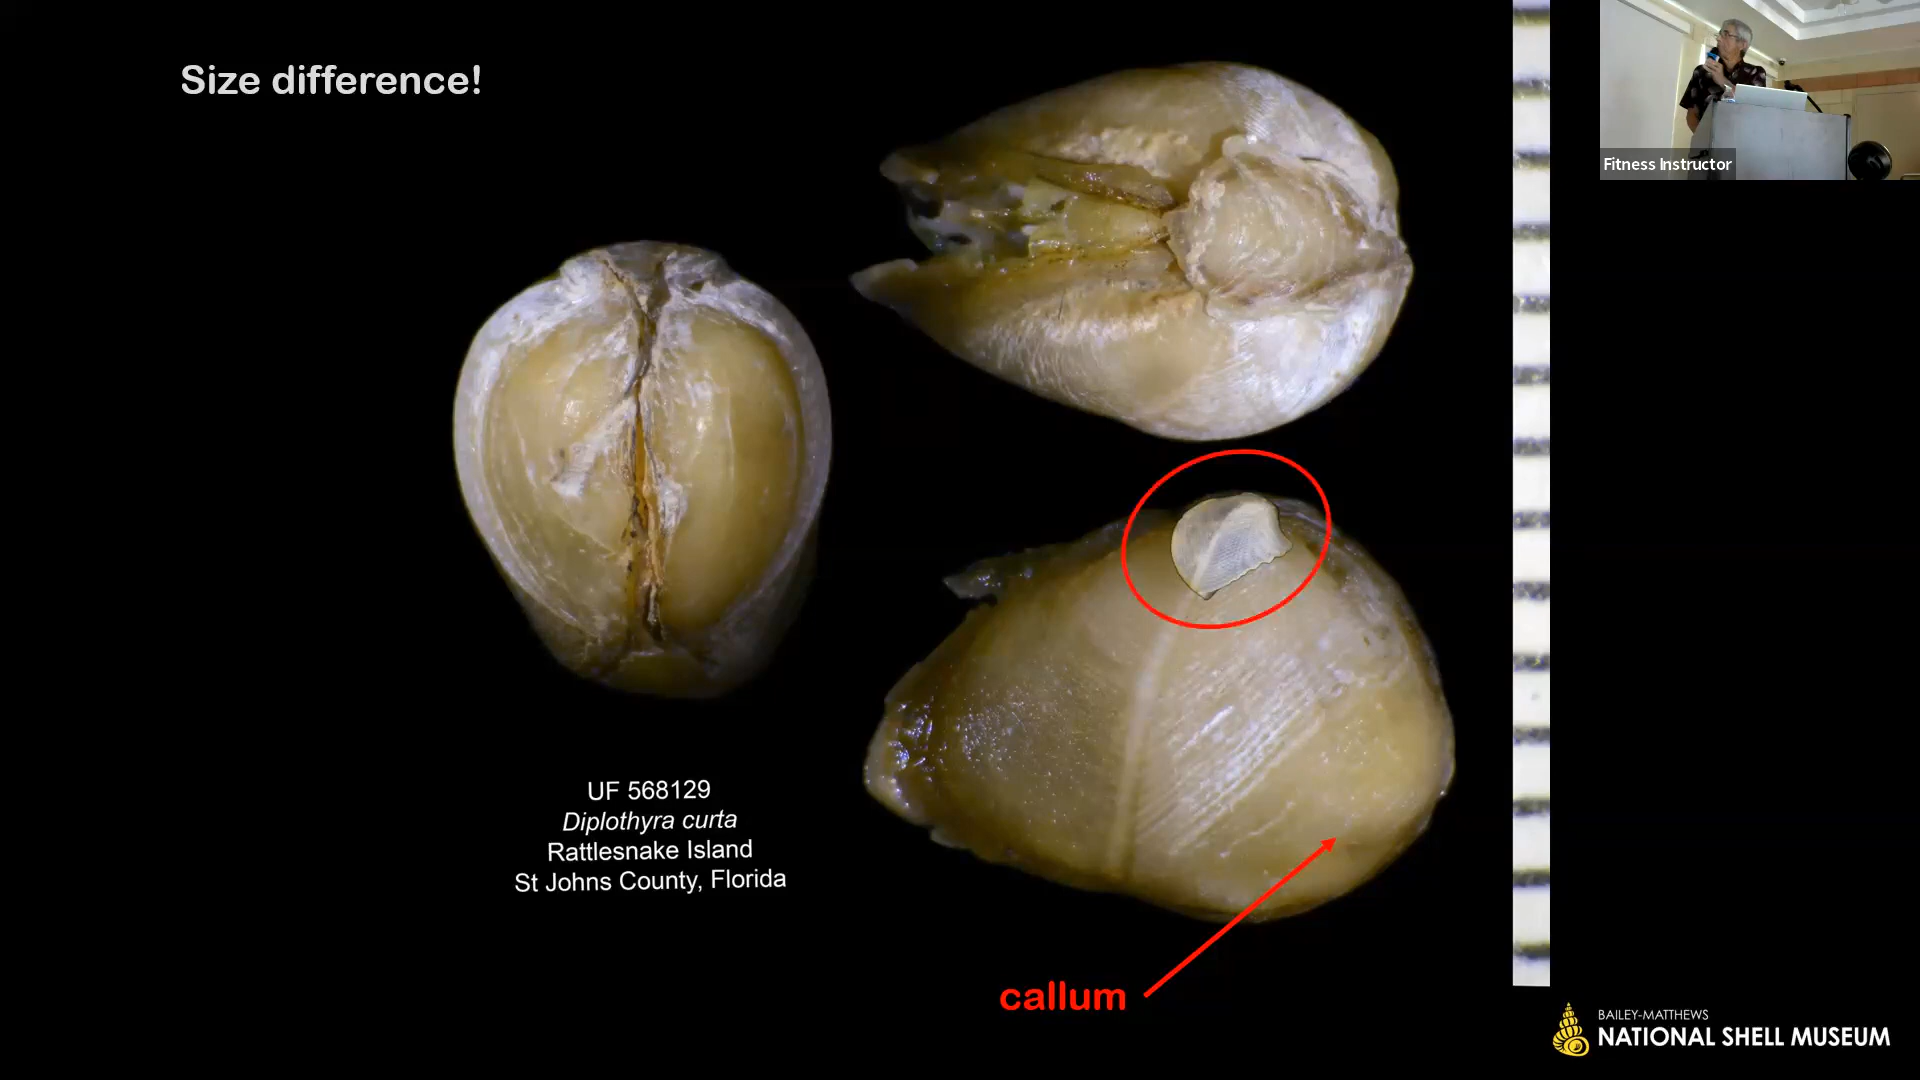 Size difference!
Fitness Instructor
UF 568129
Diplothyra curta
Rattlesnake Island
St Johns County, Florida
callum
BAILEY-MATTHEWS
NATIONAL SHELL MUSEUM